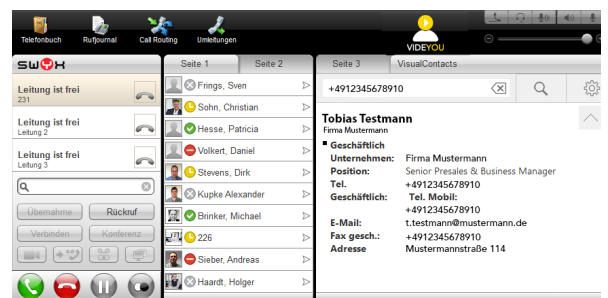 Telefonbuch
Rufjournal
Call Routing
Umleitungen
VIDEYOU
SWYX
Leitung ist frei
231
Leitung ist frei
Leitung 2
Leitung ist frei
Leitung 3
Übernahme
Rückruf
Verbinden
Konferenz
Seite 1
Seite 2
Frings, Sven
Sohn, Christian
Hesse, Patricia
Volkert, Daniel
Stevens, Dirk
Kupke Alexander
Brinker, Michael
226
Sieber, Andreas
Haardt, Holger
Seite 3
VisualContacts
+4912345678910
Tobias Testmann
Firma Mustermann
Geschäftlich
Unternehmen: Firma Mustermann
Position: Senior Presales & Business Manager
Tel. +4912345678910
Geschäftlich: Tel. Mobil:
+4912345678910
E-Mail: t.testmann@mustermann.de
Fax gesch.: +4912345678910
Adresse Mustermannstraße 114